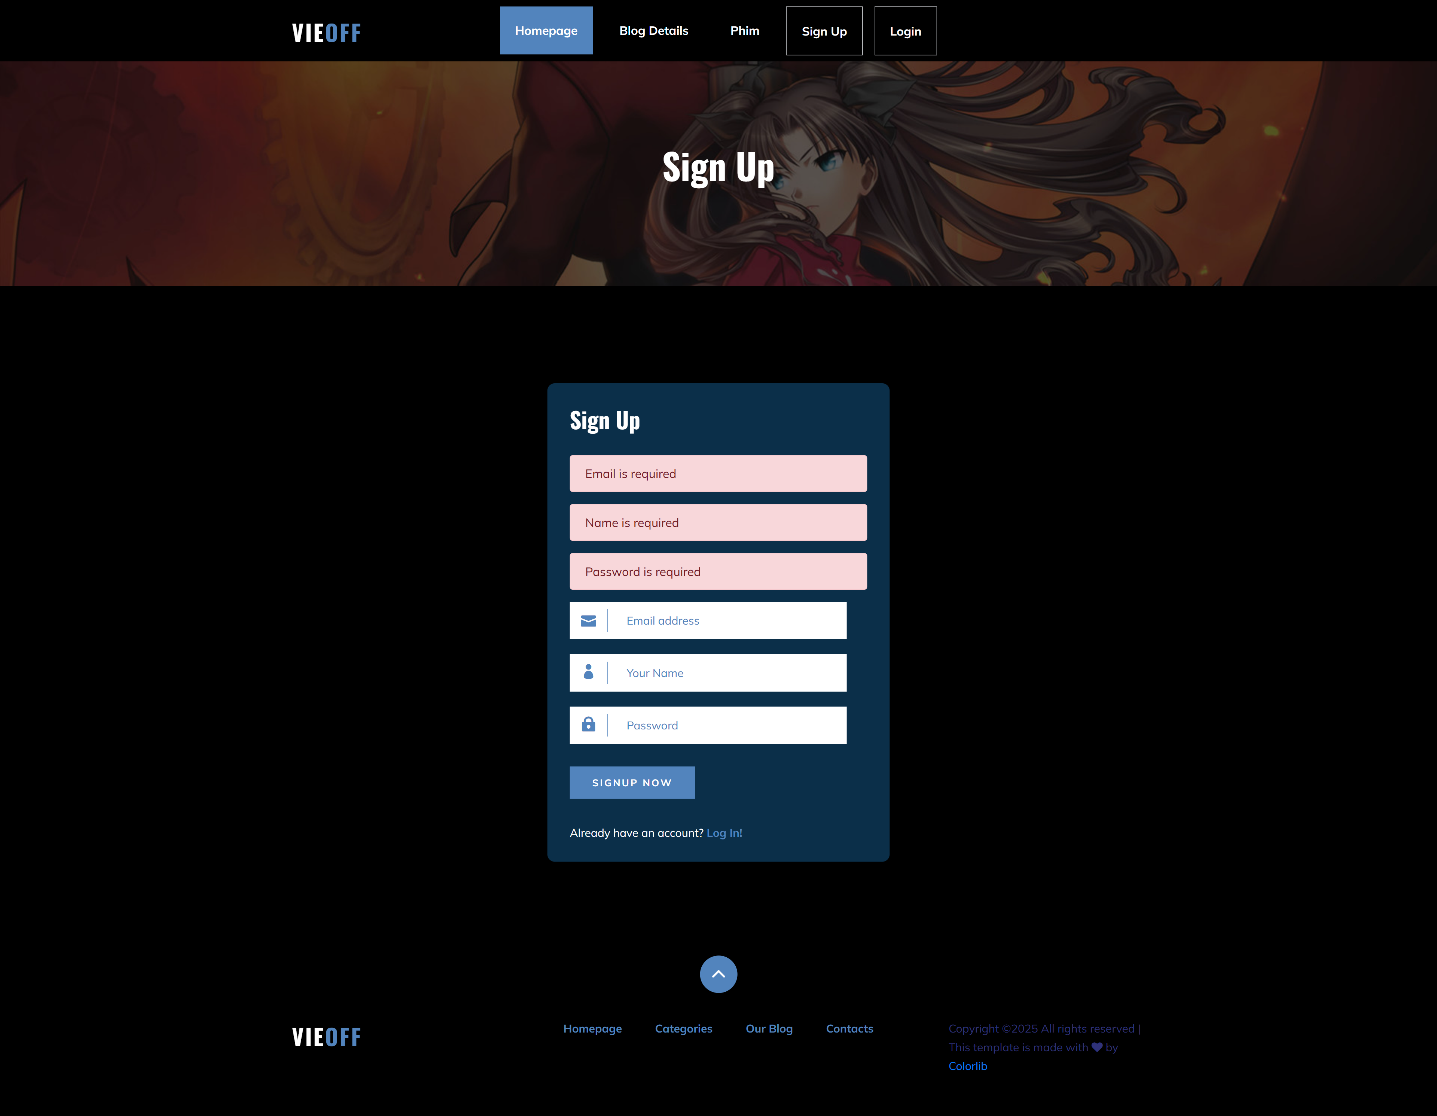 VIEOFF
Homepage
Blog Details
Phim
Sign Up
Login
Sign Up
Sign Up
Email is required
Name is required
Password is required
Email address
Your Name
Password
SIGNUP NOW
Already have an account? Log In!
VIEOFF
Homepage
Categories
Our Blog
Contacts
Copyright ©2025 All rights reserved |
This template is made with ♥ by
Colorlib